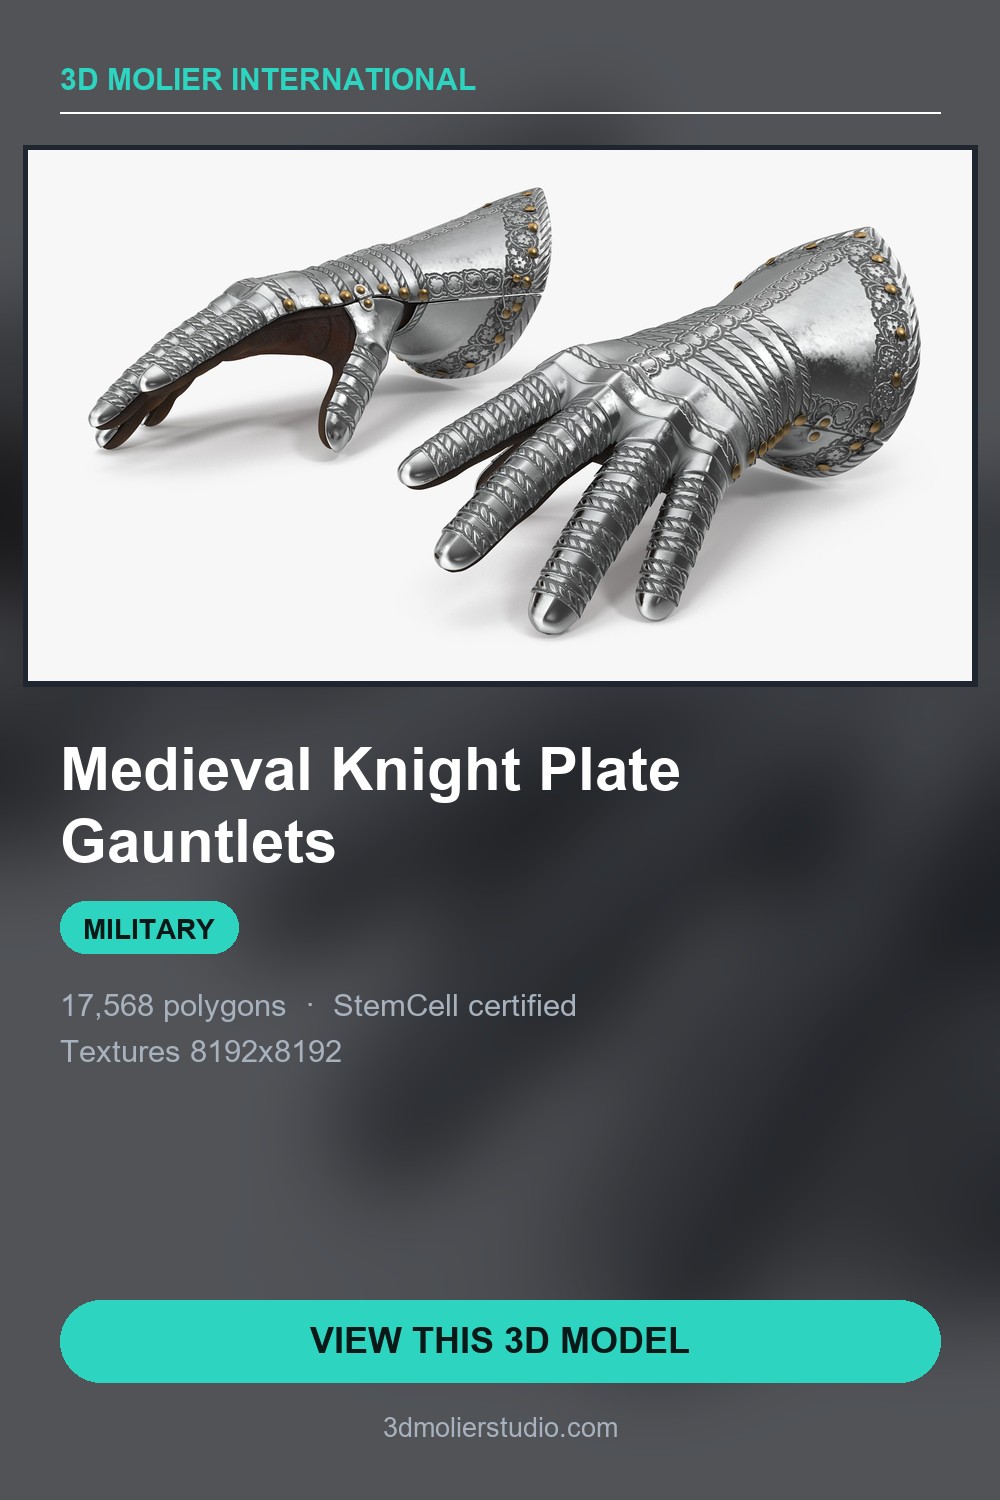 3D MOLIER INTERNATIONAL
Medieval Knight Plate
Gauntlets
MILITARY
17,568 polygons · StemCell certified
Textures 8192x8192
VIEW THIS 3D MODEL
3dmolierstudio.com